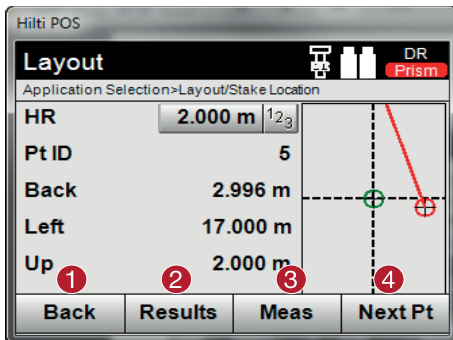 Hilti POS
Layout
DR
Prism
Application Selection>Layout/Stake Location
HR 2.000 m 123
Pt ID 5
Back 2.996 m
Left 17.000 m
Up 2.000 m
1 2 3 4
Back Results Meas Next Pt